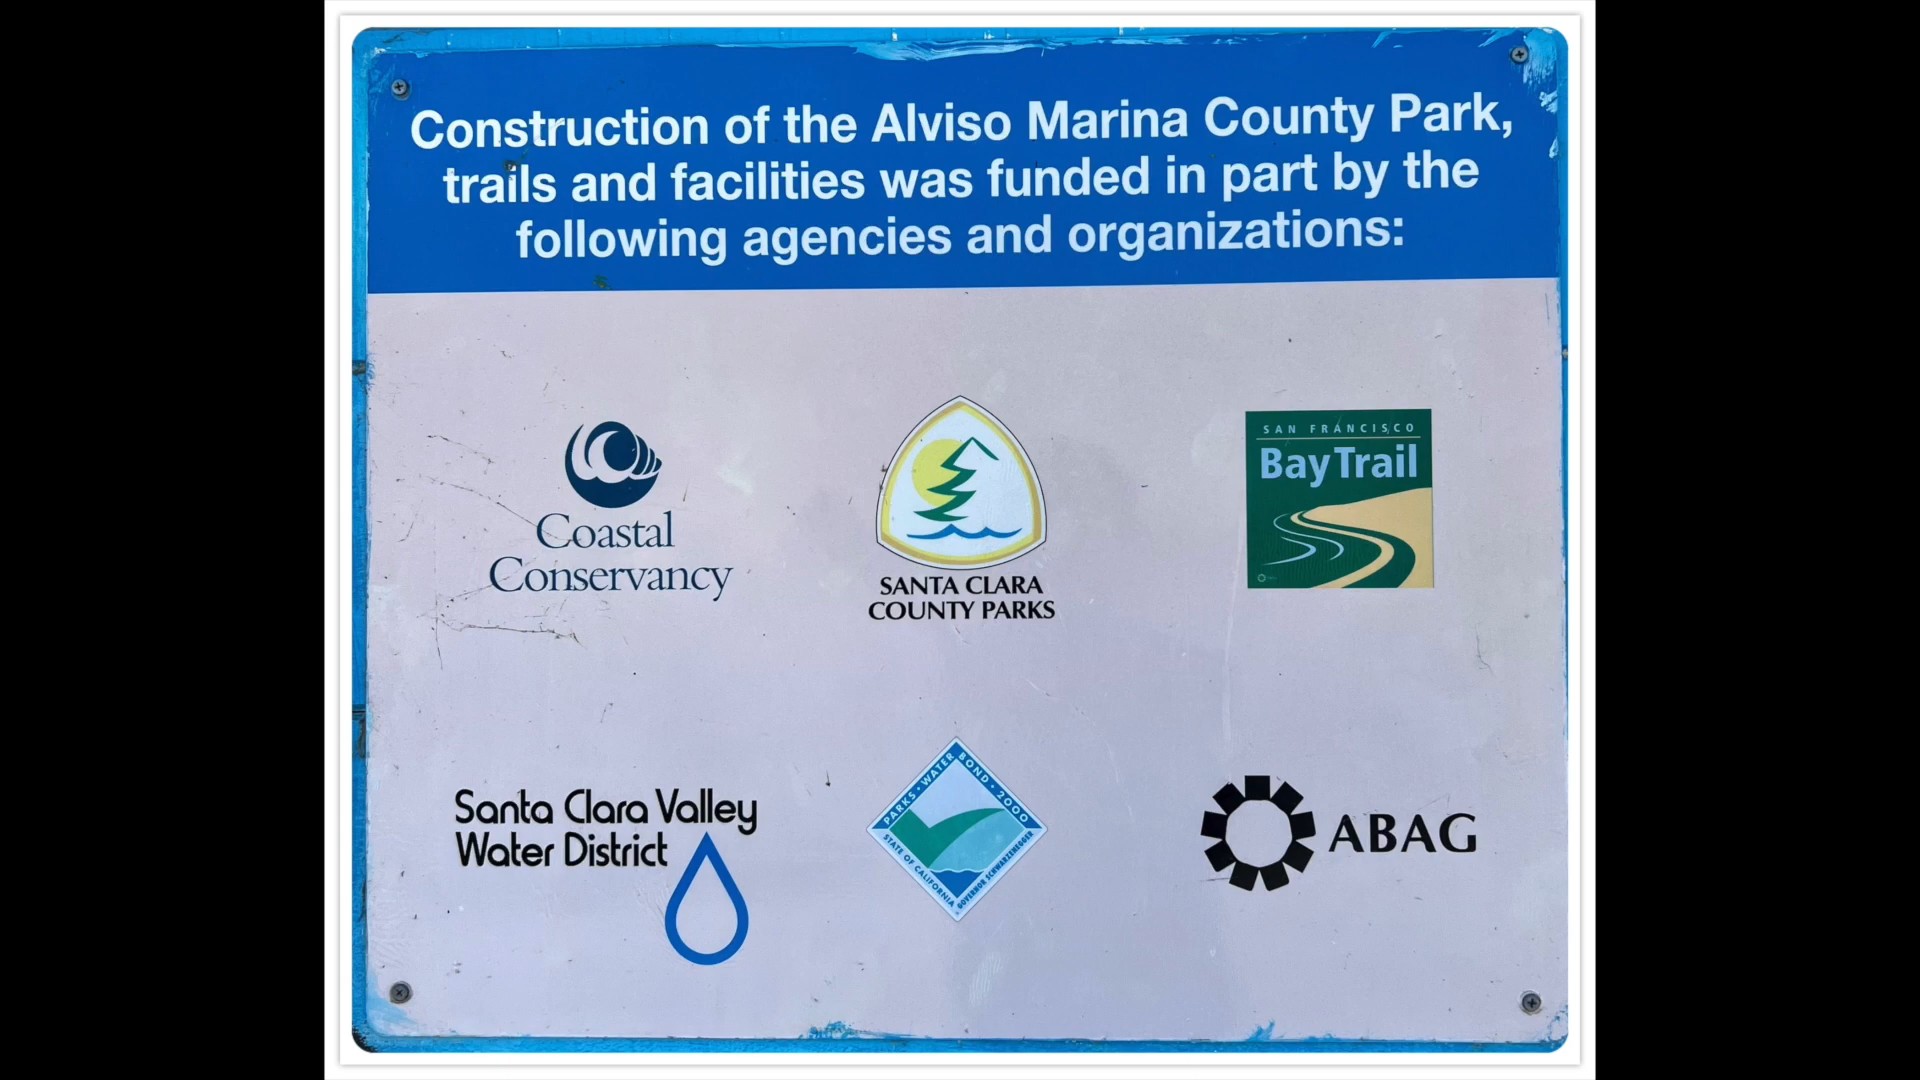 Construction of the Alviso Marina County Park,
trails and facilities was funded in part by the
following agencies and organizations:
Coastal
Conservancy
SANTA CLARA
COUNTY PARKS
SAN FRANCISCO
Bay Trail
Santa Clara Valley
Water District
PARKS · WATER BOND · 2000
STATE OF CALIFORNIA
GOVERNOR SCHWARZENEGGER
ABAG